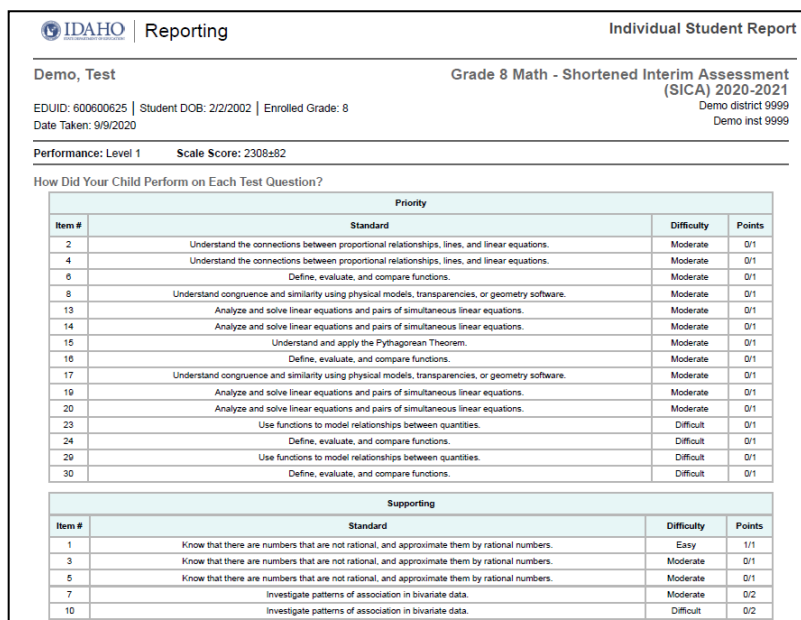 IDAHO
STATE DEPARTMENT OF EDUCATION
Reporting
Individual Student Report
Demo, Test
Grade 8 Math - Shortened Interim Assessment
(SICA) 2020-2021
EDUID: 600600625 | Student DOB: 2/2/2002 | Enrolled Grade: 8
Demo district 9999
Date Taken: 9/9/2020
Demo inst 9999
Performance: Level 1 Scale Score: 2308±82
How Did Your Child Perform on Each Test Question?
Priority
Item # Standard Difficulty Points
2 Understand the connections between proportional relationships, lines, and linear equations. Moderate 0/1
4 Understand the connections between proportional relationships, lines, and linear equations. Moderate 0/1
6 Define, evaluate, and compare functions. Moderate 0/1
8 Understand congruence and similarity using physical models, transparencies, or geometry software. Moderate 0/1
13 Analyze and solve linear equations and pairs of simultaneous linear equations. Moderate 0/1
14 Analyze and solve linear equations and pairs of simultaneous linear equations. Moderate 0/1
15 Understand and apply the Pythagorean Theorem. Moderate 0/1
16 Define, evaluate, and compare functions. Moderate 0/1
17 Understand congruence and similarity using physical models, transparencies, or geometry software. Moderate 0/1
19 Analyze and solve linear equations and pairs of simultaneous linear equations. Moderate 0/1
20 Analyze and solve linear equations and pairs of simultaneous linear equations. Moderate 0/1
23 Use functions to model relationships between quantities. Difficult 0/1
24 Define, evaluate, and compare functions. Difficult 0/1
29 Use functions to model relationships between quantities. Difficult 0/1
30 Define, evaluate, and compare functions. Difficult 0/1
Supporting
Item # Standard Difficulty Points
1 Know that there are numbers that are not rational, and approximate them by rational numbers. Easy 1/1
3 Know that there are numbers that are not rational, and approximate them by rational numbers. Moderate 0/1
5 Know that there are numbers that are not rational, and approximate them by rational numbers. Moderate 0/1
7 Investigate patterns of association in bivariate data. Moderate 0/2
10 Investigate patterns of association in bivariate data. Difficult 0/2